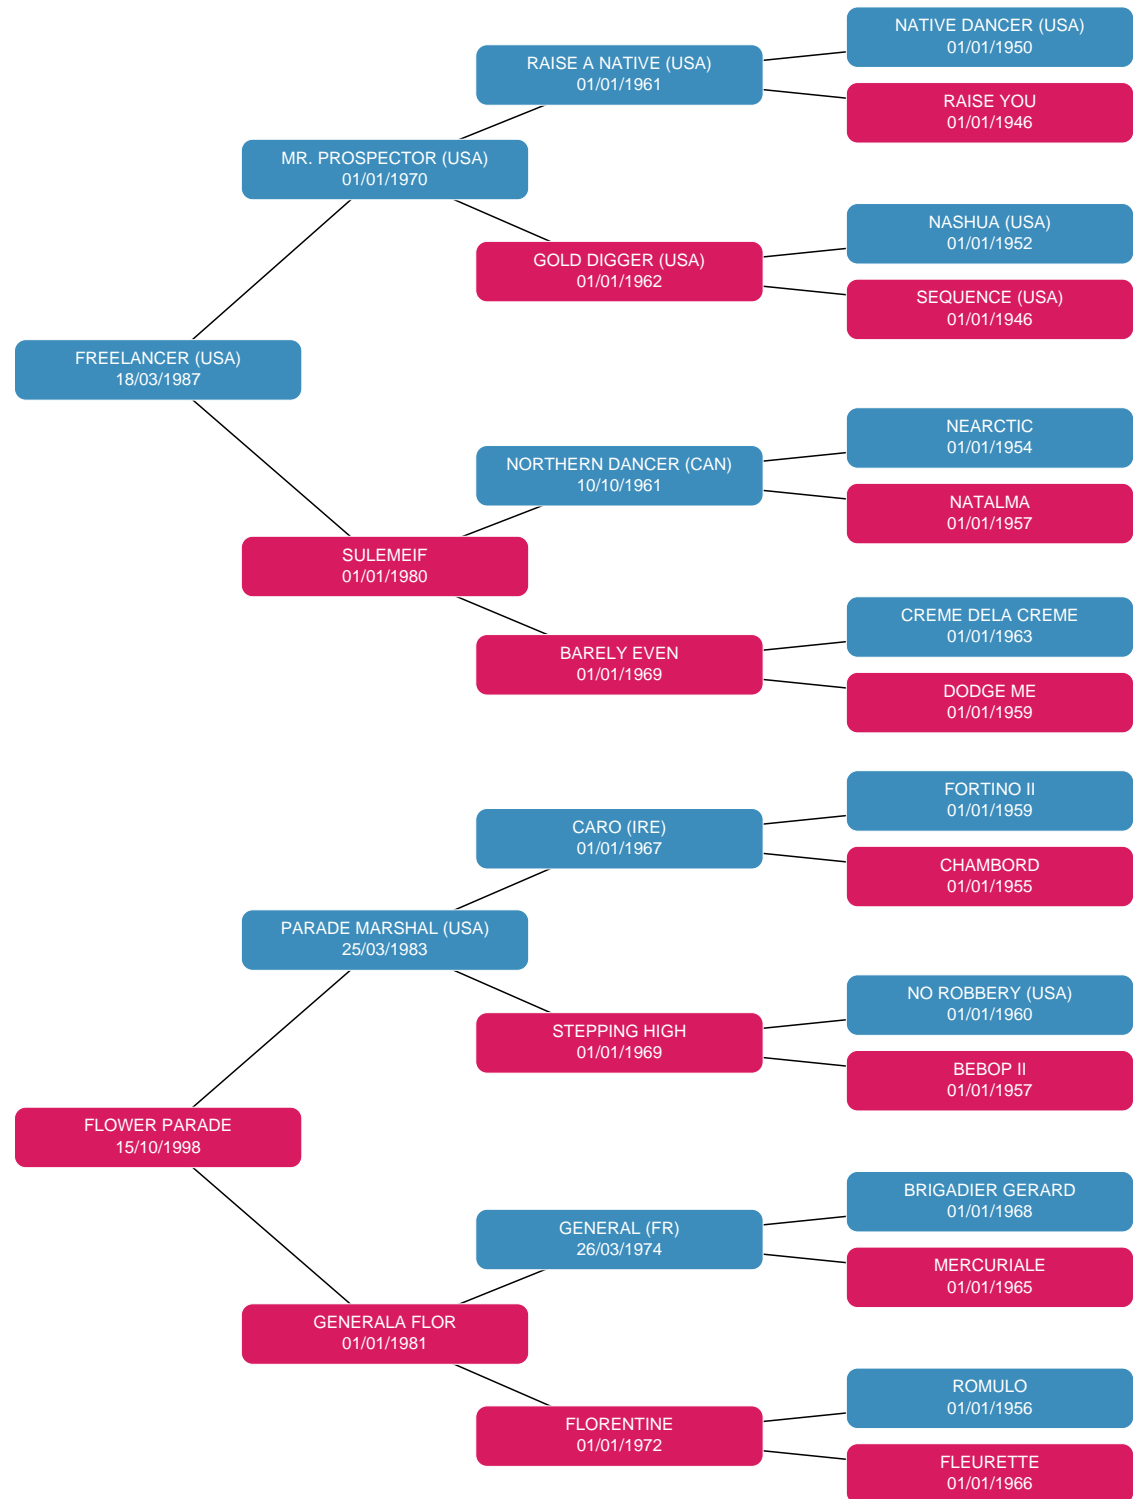 NATIVE DANCER (USA)
01/01/1950
RAISE A NATIVE (USA)
01/01/1961
RAISE YOU
01/01/1946
MR. PROSPECTOR (USA)
01/01/1970
NASHUA (USA)
01/01/1952
GOLD DIGGER (USA)
01/01/1962
SEQUENCE (USA)
01/01/1946
FREELANCER (USA)
18/03/1987
NEARCTIC
01/01/1954
NORTHERN DANCER (CAN)
10/10/1961
NATALMA
01/01/1957
SULEMEIF
01/01/1980
CREME DELA CREME
01/01/1963
BARELY EVEN
01/01/1969
DODGE ME
01/01/1959
FORTINO II
01/01/1959
CARO (IRE)
01/01/1967
CHAMBORD
01/01/1955
PARADE MARSHAL (USA)
25/03/1983
NO ROBBERY (USA)
01/01/1960
STEPPING HIGH
01/01/1969
BEBOP II
01/01/1957
FLOWER PARADE
15/10/1998
BRIGADIER GERARD
01/01/1968
GENERAL (FR)
26/03/1974
MERCURIALE
01/01/1965
GENERALA FLOR
01/01/1981
ROMULO
01/01/1956
FLORENTINE
01/01/1972
FLEURETTE
01/01/1966